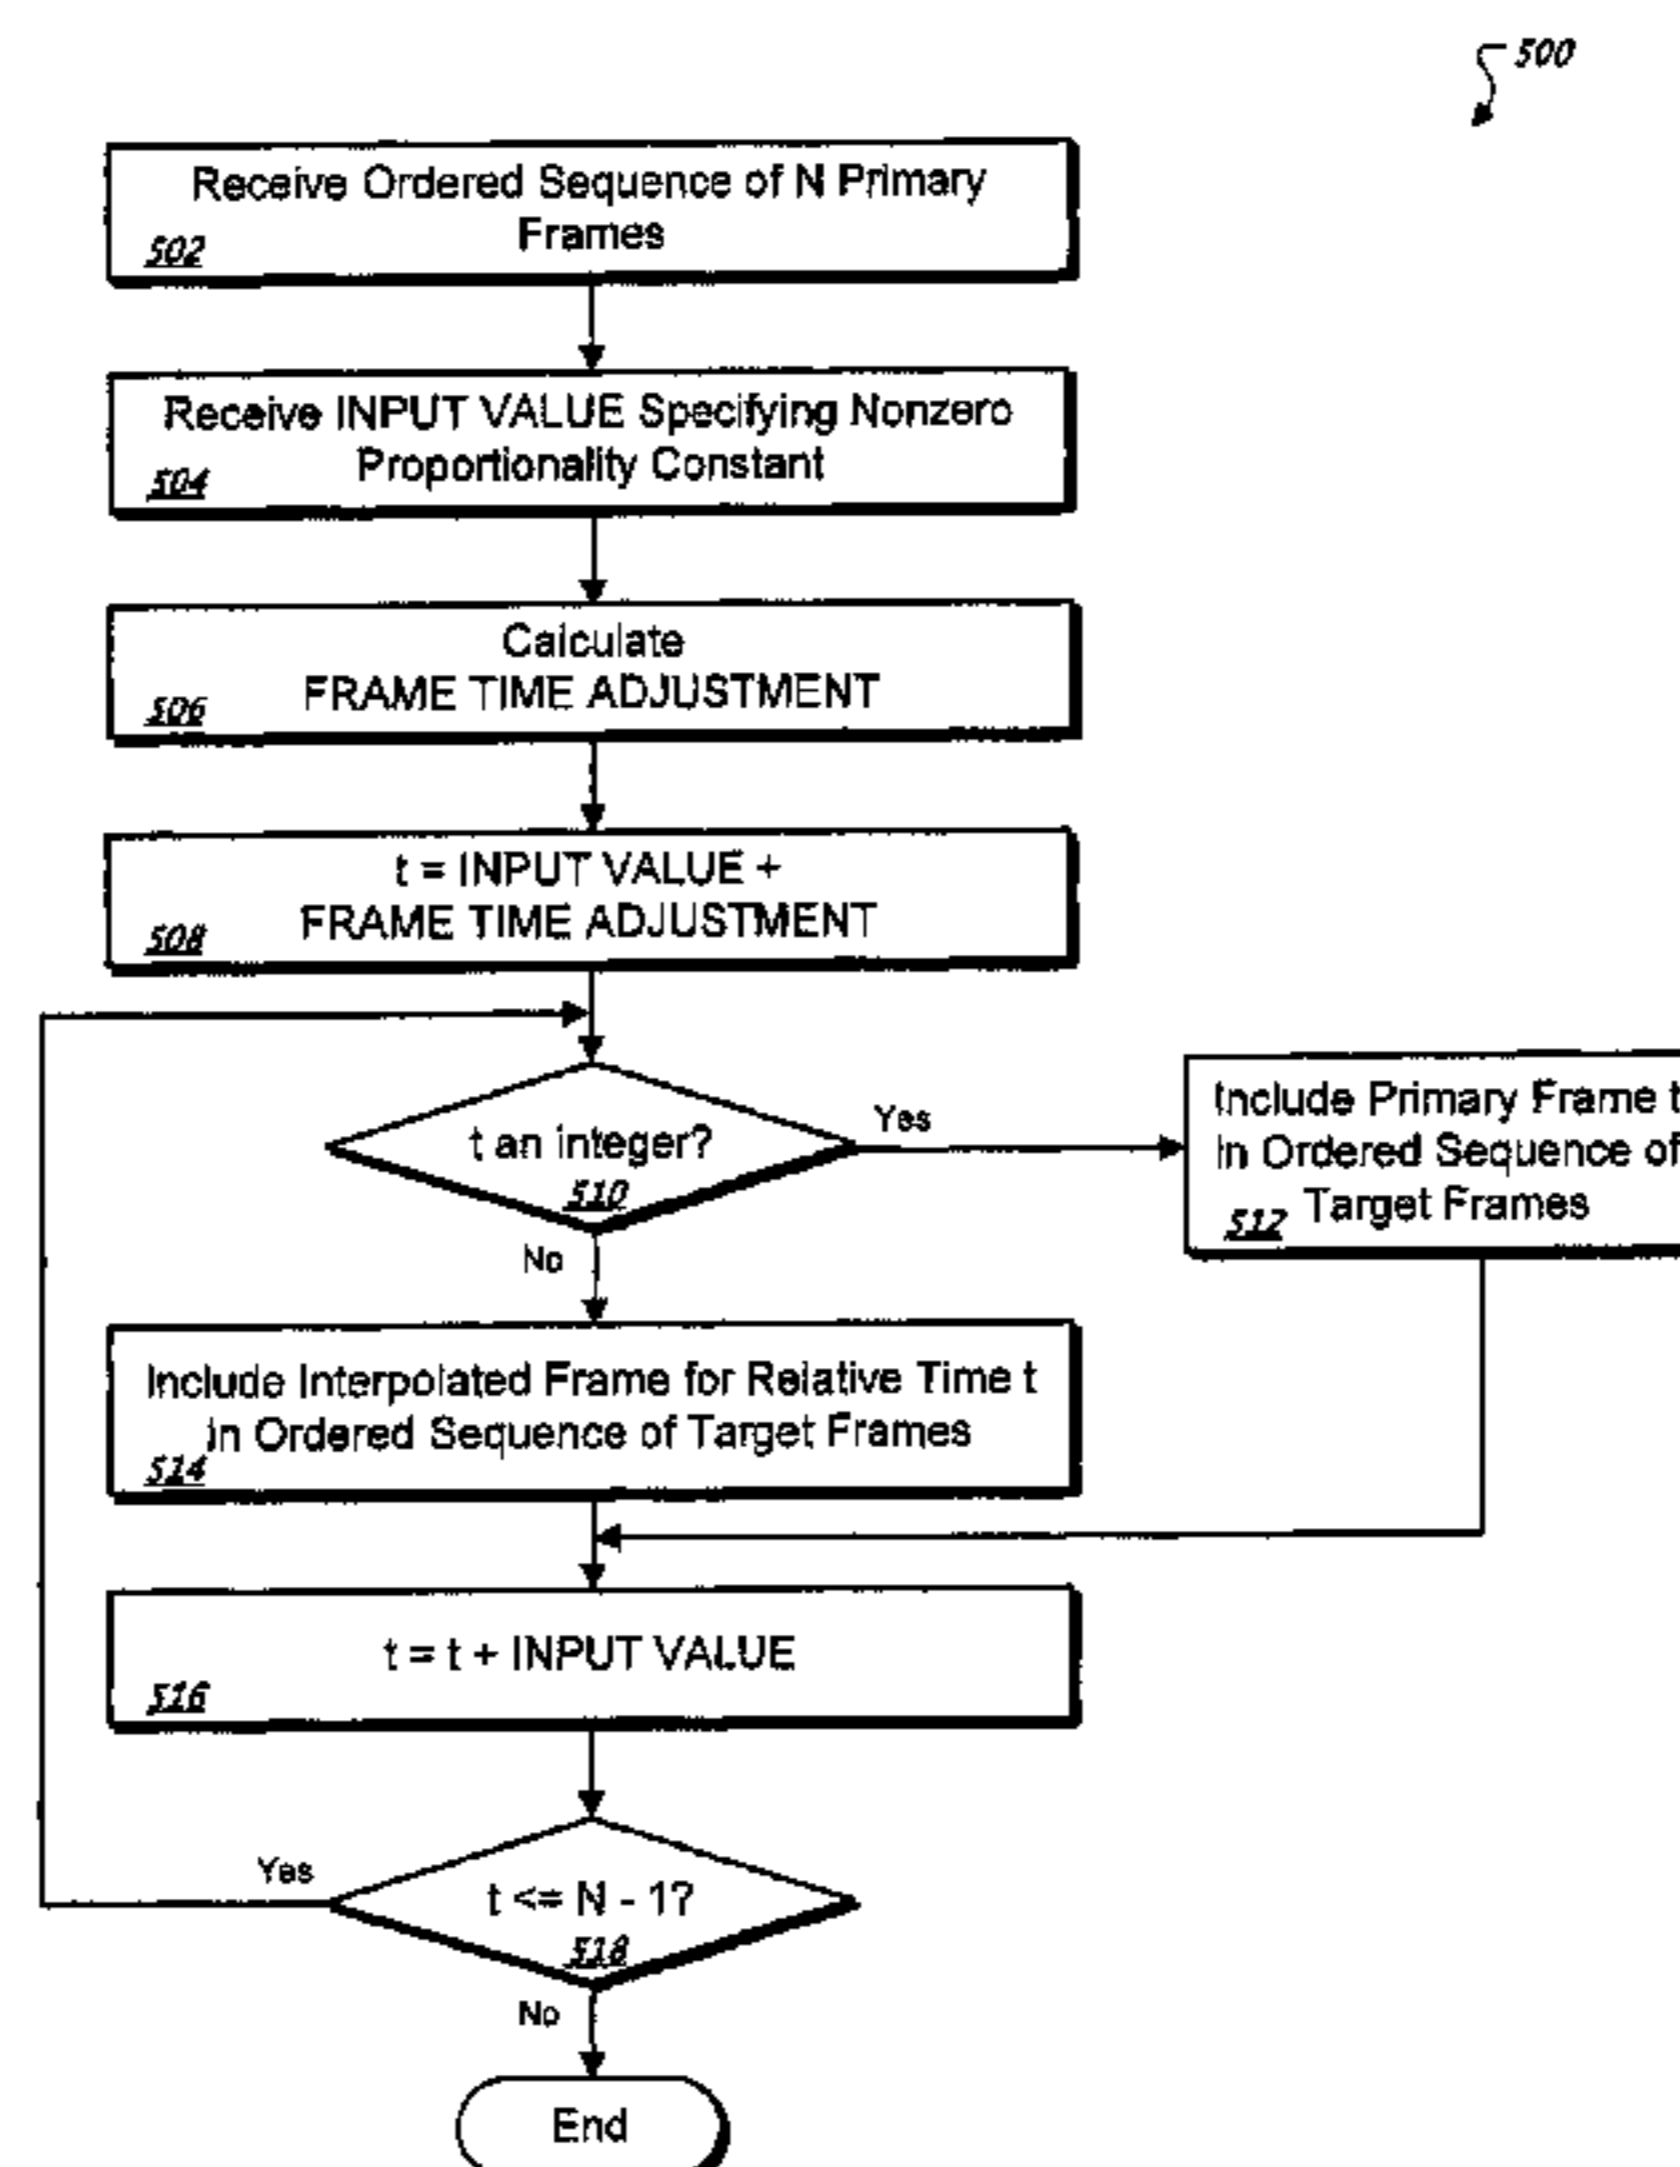 500
Receive Ordered Sequence of N Primary
Frames
502
Receive INPUT VALUE Specifying Nonzero
Proportionality Constant
504
Calculate
FRAME TIME ADJUSTMENT
506
t = INPUT VALUE +
FRAME TIME ADJUSTMENT
508
t an integer?
510
Yes
No
Include Primary Frame t
in Ordered Sequence of
Target Frames
512
Include Interpolated Frame for Relative Time t
in Ordered Sequence of Target Frames
514
t = t + INPUT VALUE
516
Yes
t <= N - 1?
518
No
End